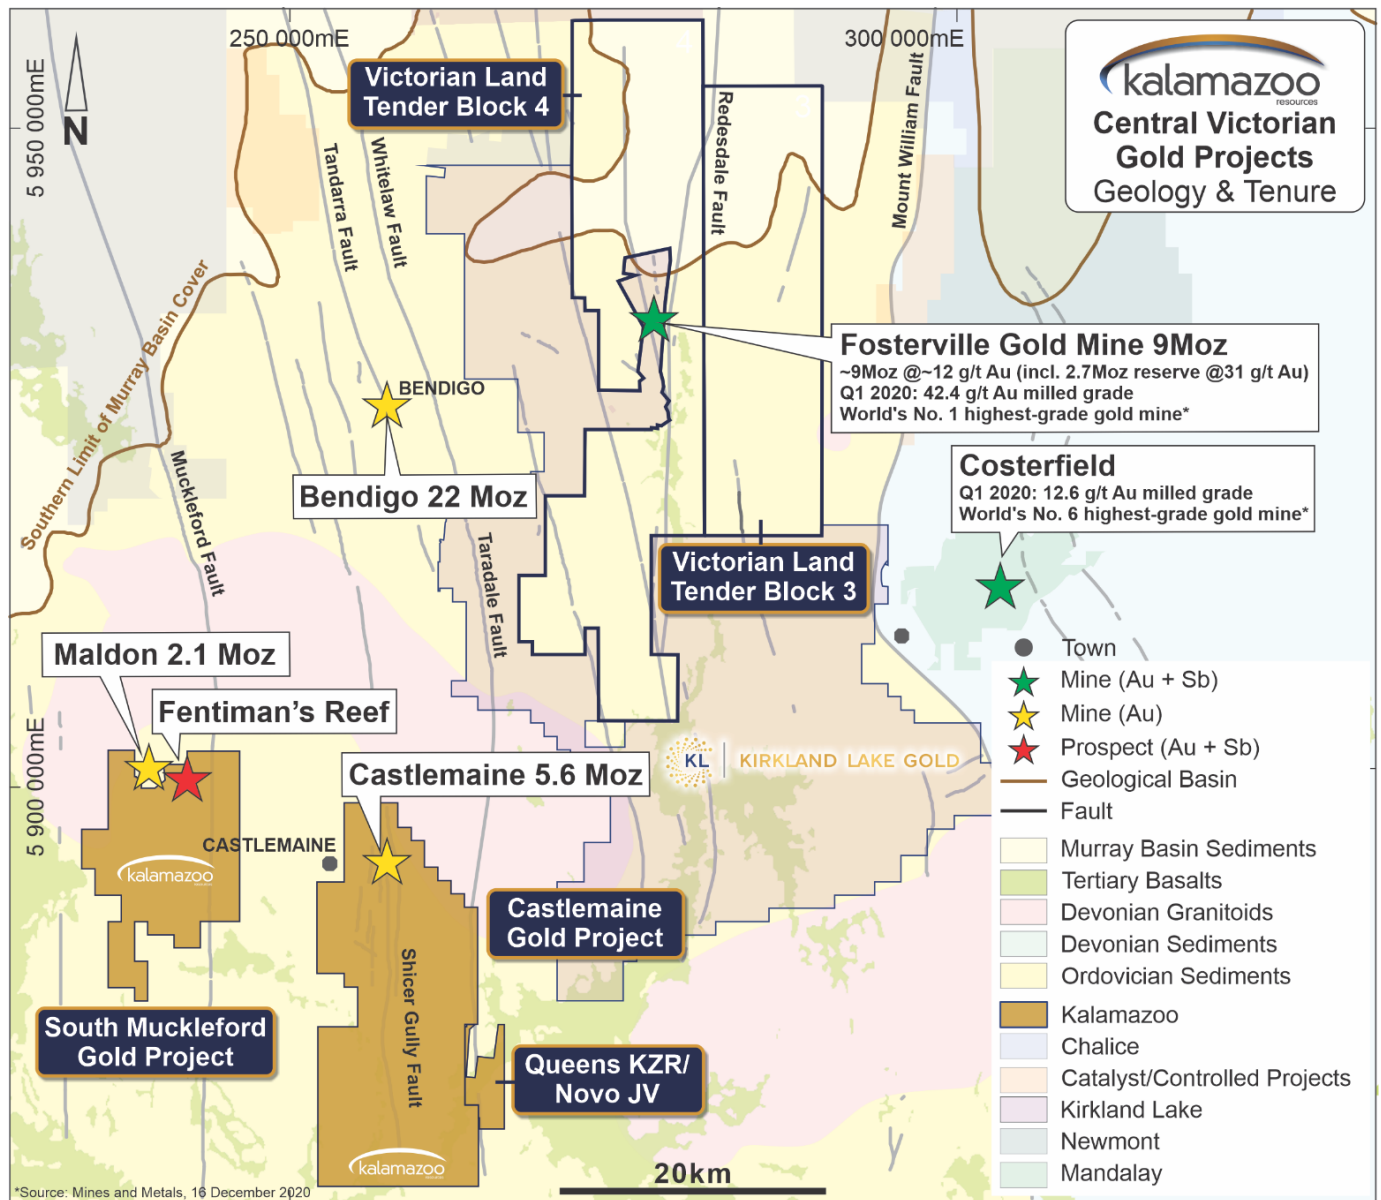 250 000mE
300 000mE
5 950 000mE
5 900 000mE
N
kalamazoo
resources
Central Victorian
Gold Projects
Geology & Tenure
Victorian Land
Tender Block 4
Tandarra Fault
Whitelaw Fault
Redesdale Fault
Mount William Fault
Southern Limit of Murray Basin Cover
Muckleford Fault
Taradale Fault
BENDIGO
Bendigo 22 Moz
Fosterville Gold Mine 9Moz
~9Moz @~12 g/t Au (incl. 2.7Moz reserve @31 g/t Au)
Q1 2020: 42.4 g/t Au milled grade
World's No. 1 highest-grade gold mine*
Costerfield
Q1 2020: 12.6 g/t Au milled grade
World's No. 6 highest-grade gold mine*
Victorian Land
Tender Block 3
Maldon 2.1 Moz
Fentiman's Reef
Castlemaine 5.6 Moz
KL
KIRKLAND LAKE GOLD
CASTLEMAINE
kalamazoo
Castlemaine
Gold Project
Shicer Gully Fault
South Muckleford
Gold Project
Queens KZR/
Novo JV
kalamazoo
Town
Mine (Au + Sb)
Mine (Au)
Prospect (Au + Sb)
Geological Basin
Fault
Murray Basin Sediments
Tertiary Basalts
Devonian Granitoids
Devonian Sediments
Ordovician Sediments
Kalamazoo
Chalice
Catalyst/Controlled Projects
Kirkland Lake
Newmont
Mandalay
20km
*Source: Mines and Metals, 16 December 2020